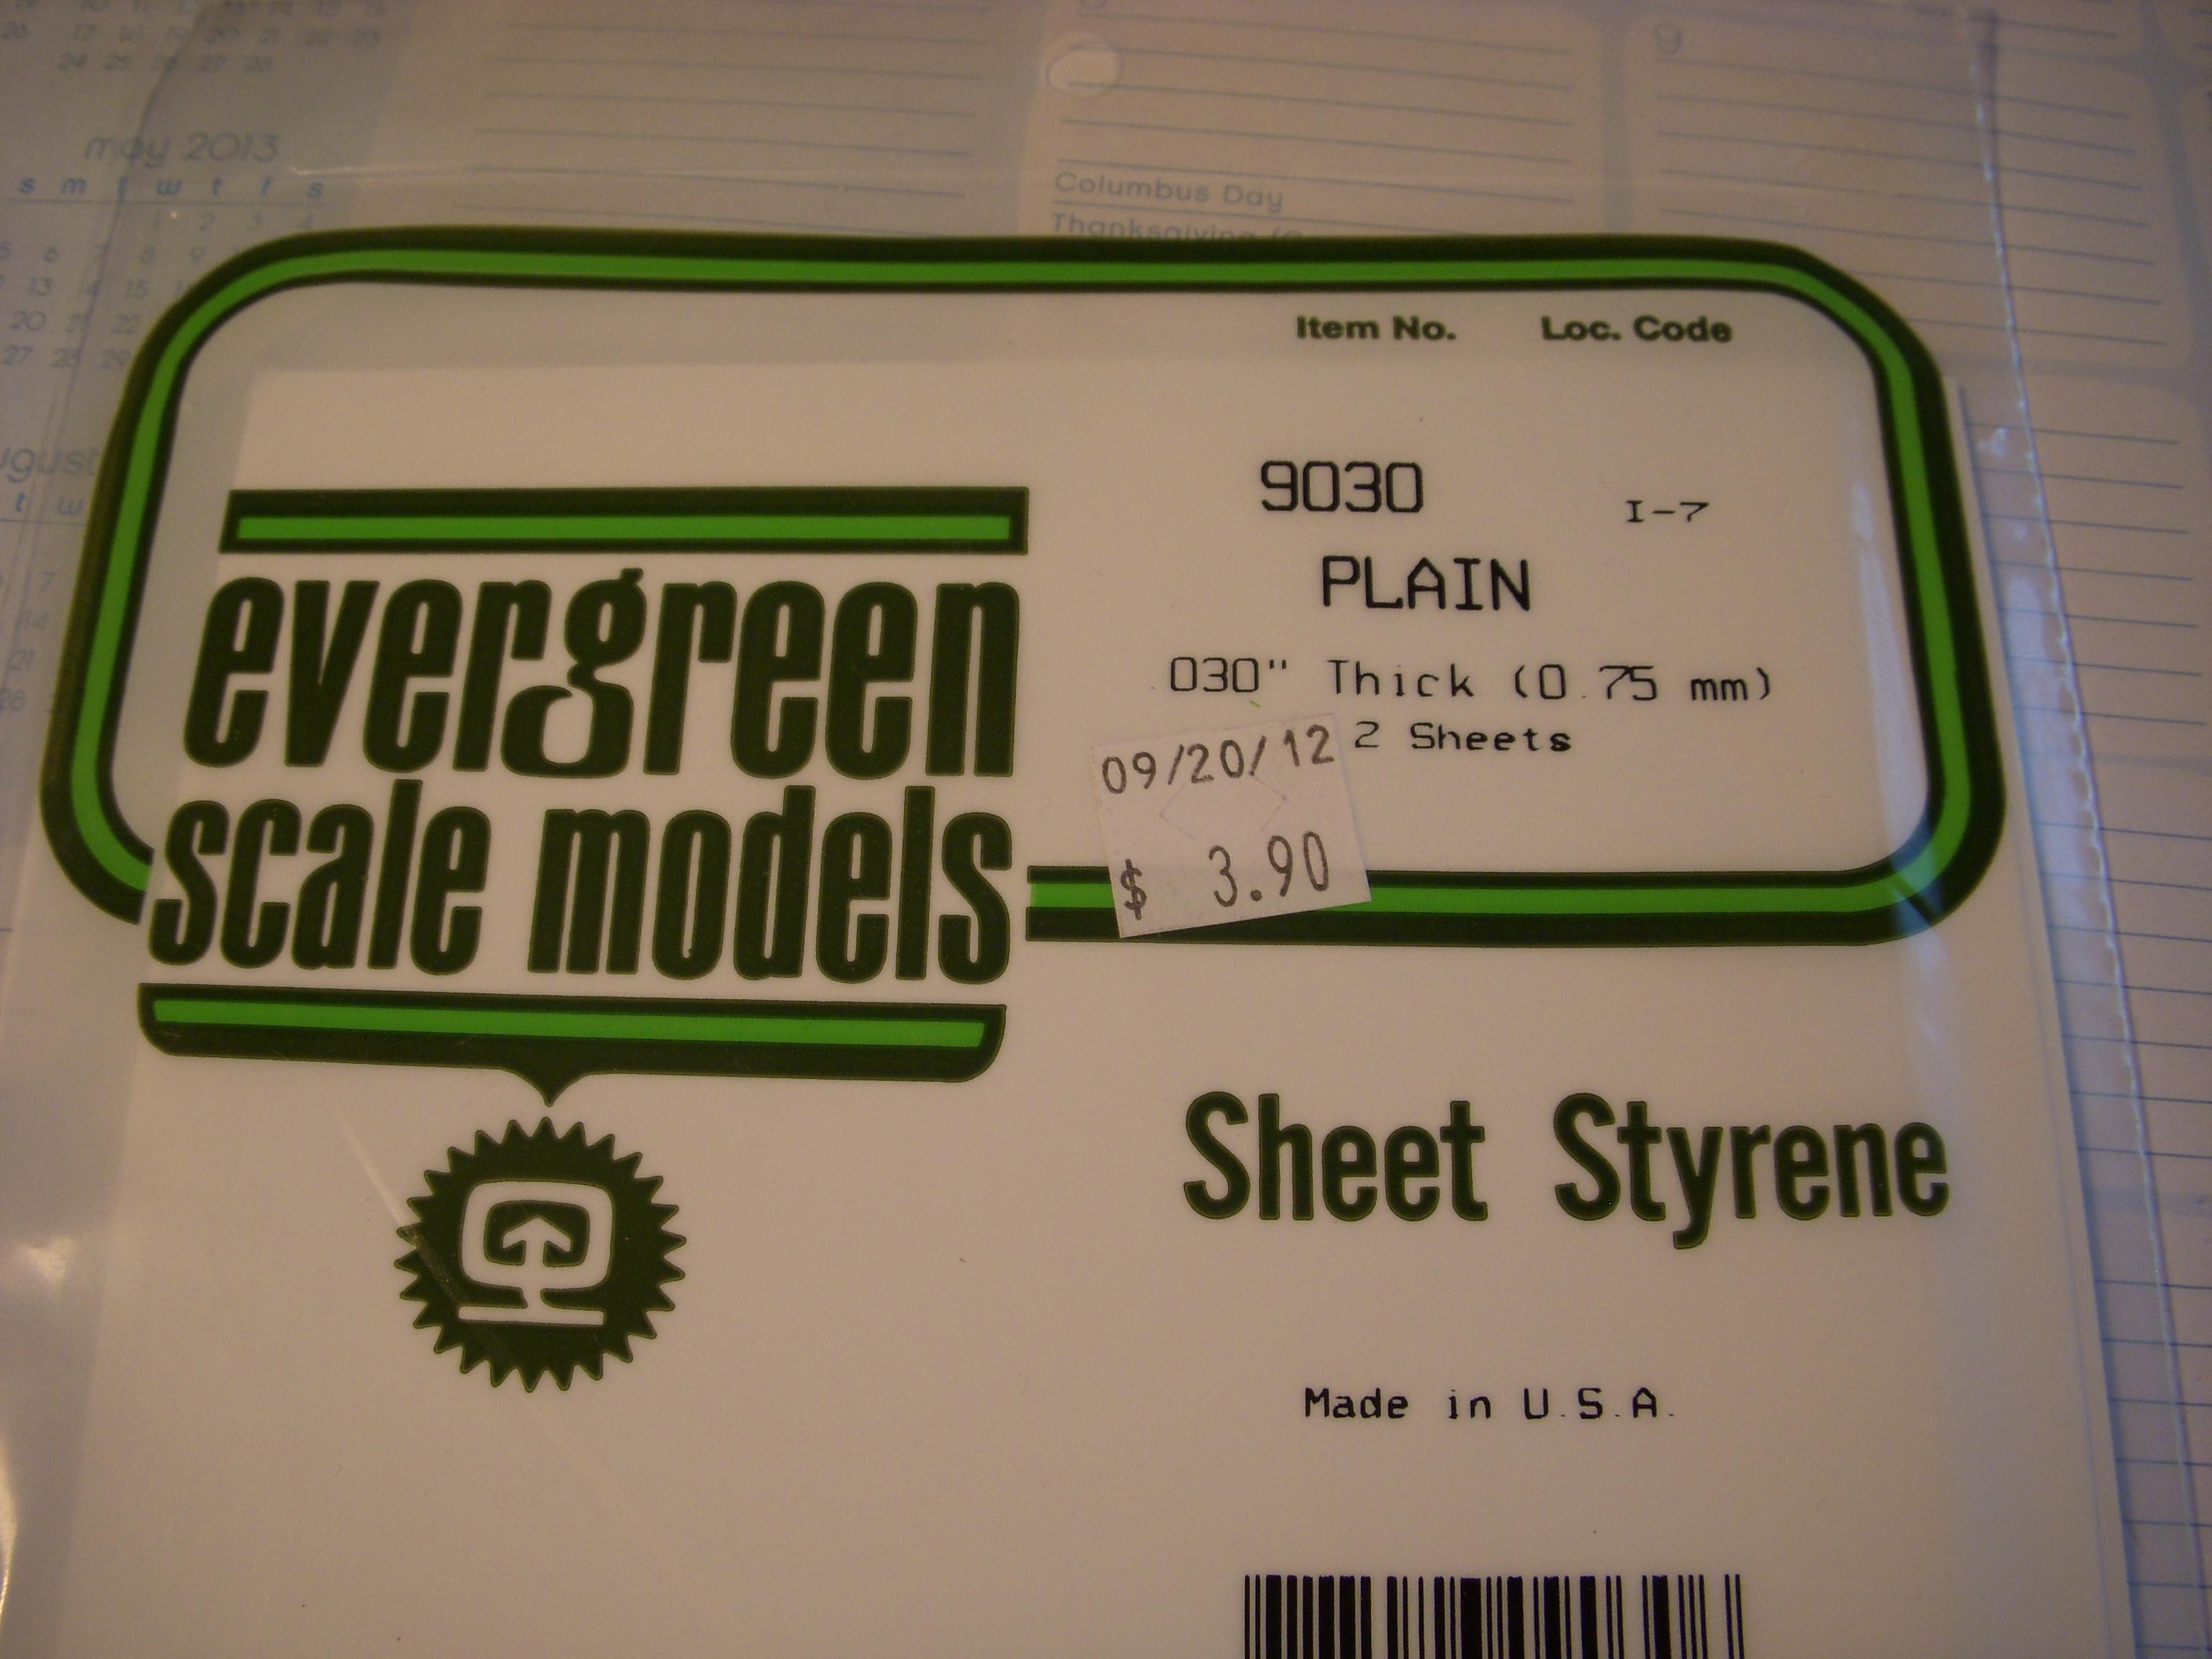 may 2013
s m t w t f s
Columbus Day
Item No. Loc. Code
9030 I-7
PLAIN
.030" Thick (0.75 mm)
2 Sheets
09/20/12
$ 3.90
evergreen
scale models
Sheet Styrene
Made in U.S.A.